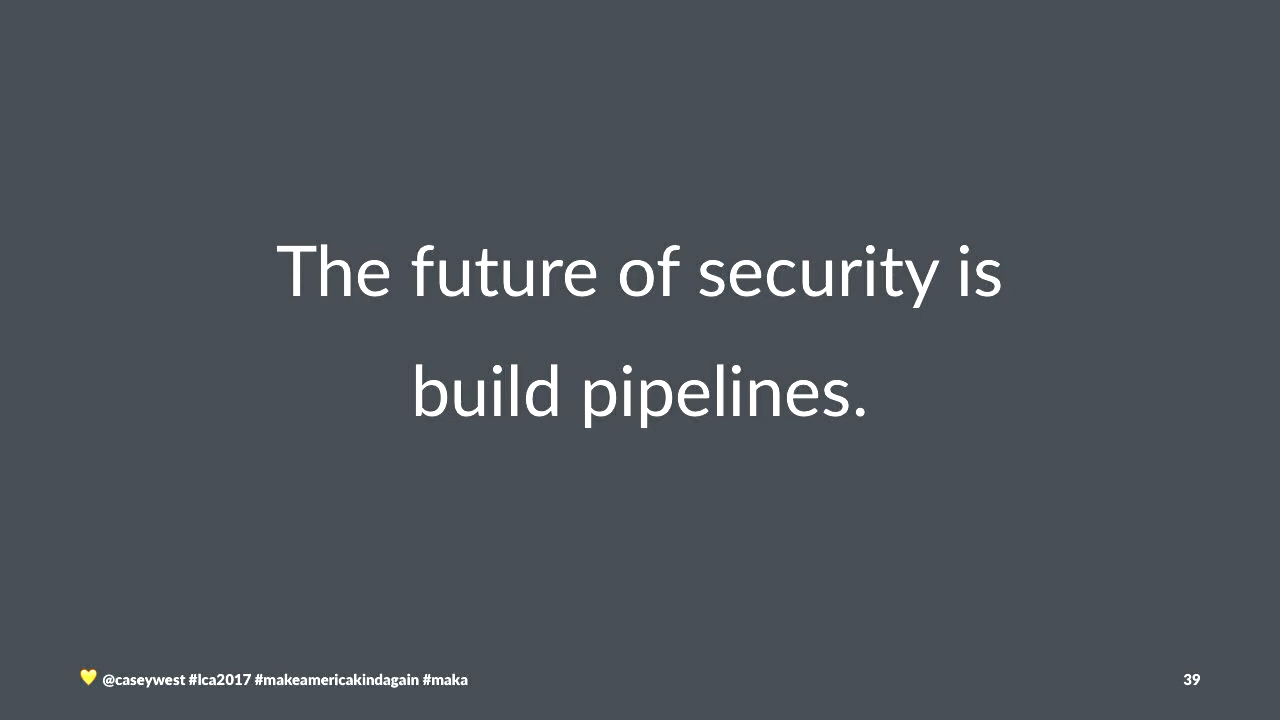 The future of security is
build pipelines.
💛 @caseywest #lca2017 #makeamericakindagain #maka
39